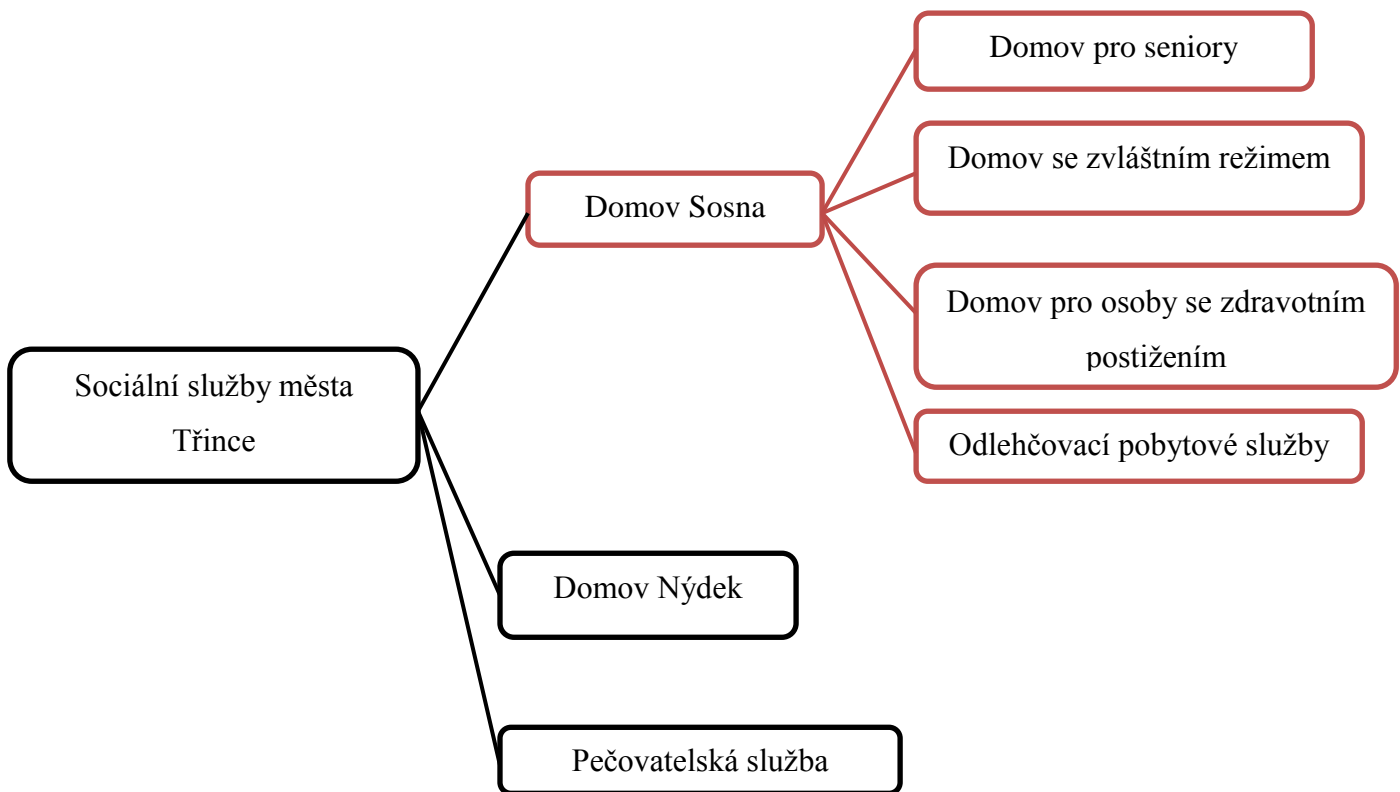 Domov pro seniory
Domov se zvláštním režimem
Domov Sosna
Domov pro osoby se zdravotním
postižením
Sociální služby města
Třince
Odlehčovací pobytové služby
Domov Nýdek
Pečovatelská služba